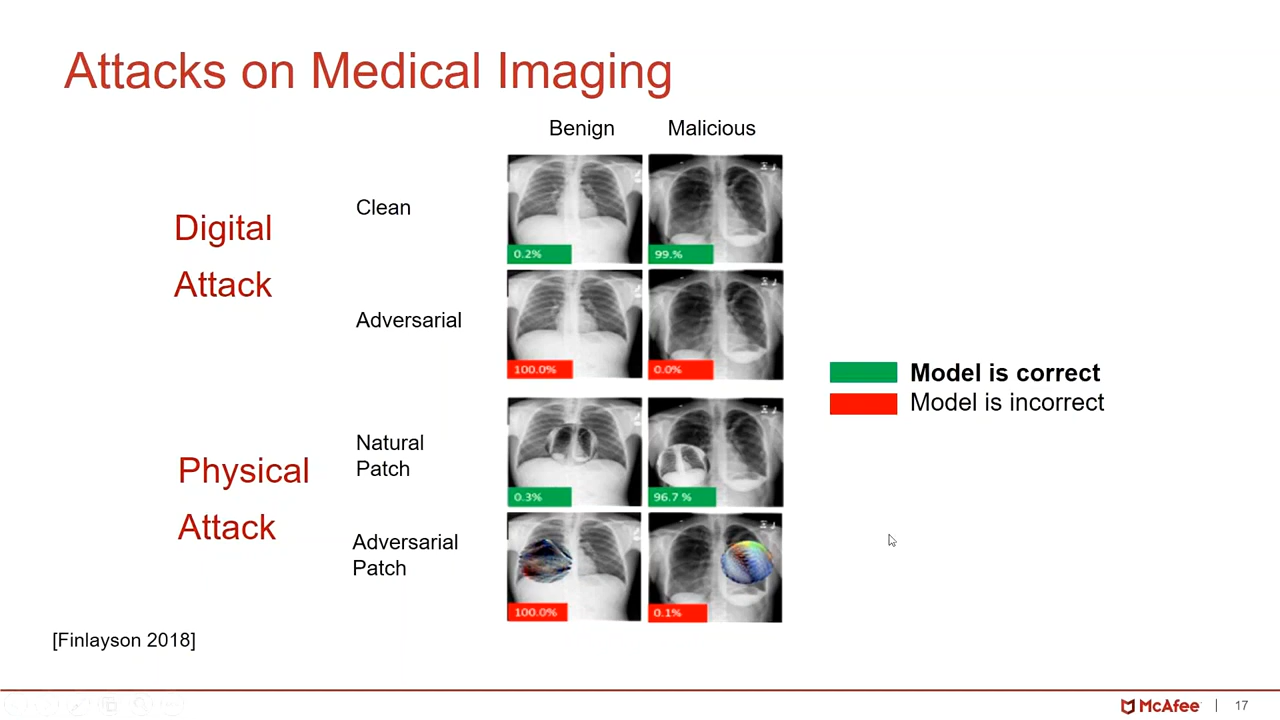 Attacks on Medical Imaging
Benign
Malicious
Digital
Attack
Clean
0.2%
99.%
Adversarial
100.0%
0.0%
Model is correct
Model is incorrect
Physical
Attack
Natural
Patch
0.3%
96.7 %
Adversarial
Patch
100.0%
0.1%
[Finlayson 2018]
McAfee
17